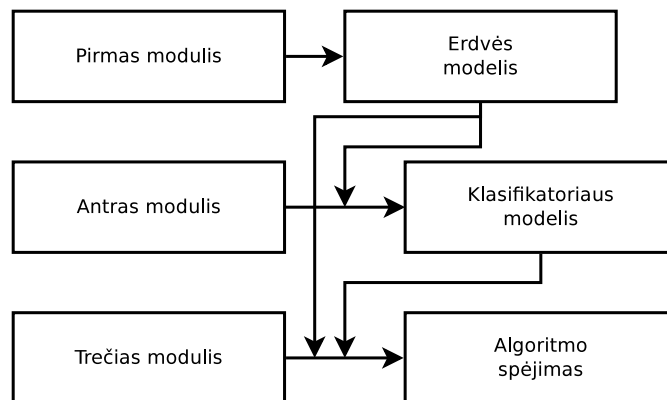 Pirmas modulis
Erdvės
modelis
Antras modulis
Klasifikatoriaus
modelis
Trečias modulis
Algoritmo
spėjimas